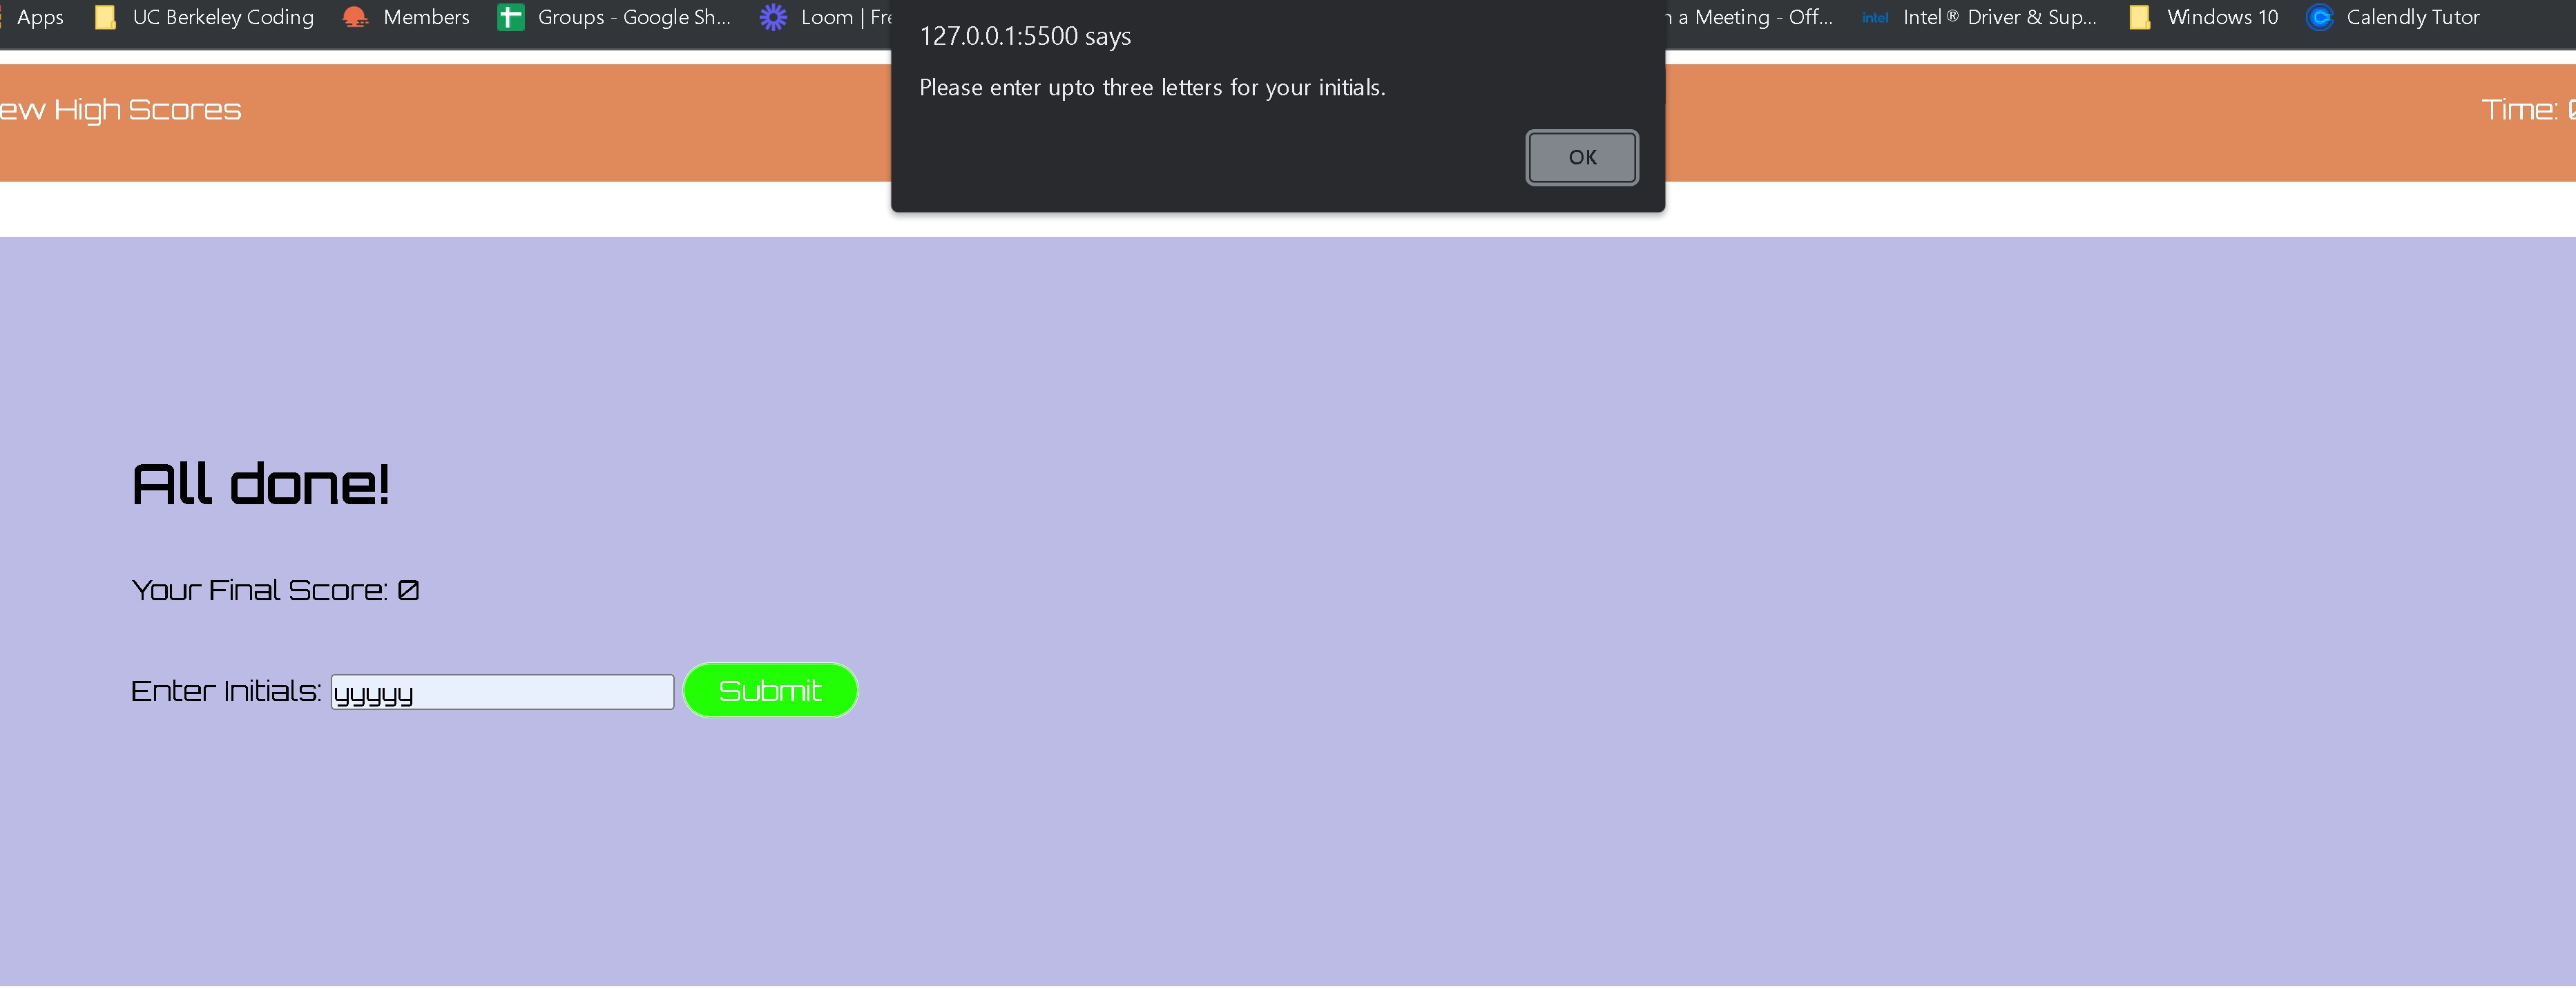 Apps UC Berkeley Coding Members Groups - Google Sh... Loom | Fre a Meeting - Off... intel Intel® Driver & Sup... Windows 10 Calendly Tutor
127.0.0.1:5500 says
Please enter upto three letters for your initials.
OK
ew High Scores Time: 0
All done!
Your Final Score: 0
Enter Initials: yyyyy Submit